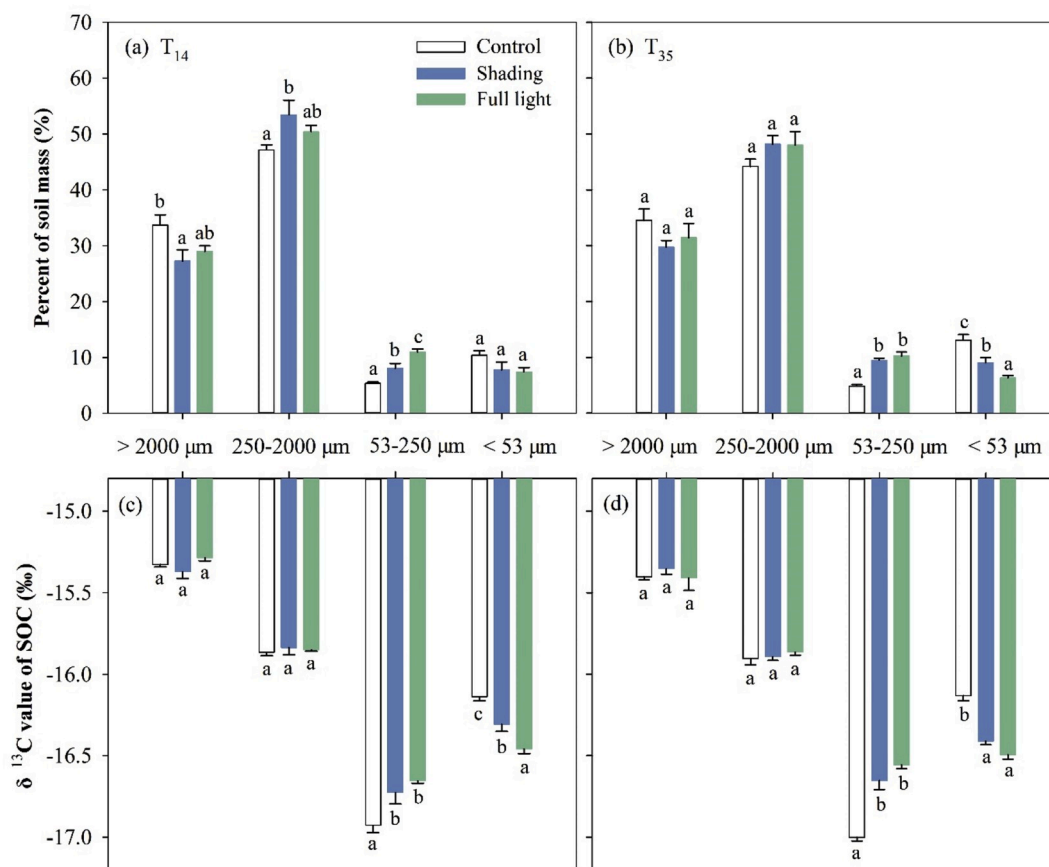 70
60
50
40
30
20
10
0
Percent of soil mass (%)
(a) T₁₄
Control
Shading
Full light
b
a
ab
a
b
ab
a
b
c
a
a
a
(b) T₃₅
a
a
a
a
a
a
a
b
b
c
b
a
> 2000 μm
250-2000 μm
53-250 μm
< 53 μm
> 2000 μm
250-2000 μm
53-250 μm
< 53 μm
-15.0
-15.5
-16.0
-16.5
-17.0
δ ¹³C value of SOC (‰)
(c)
a
a
a
a
a
a
a
b
b
c
b
a
(d)
a
a
a
a
a
a
a
b
b
b
a
a